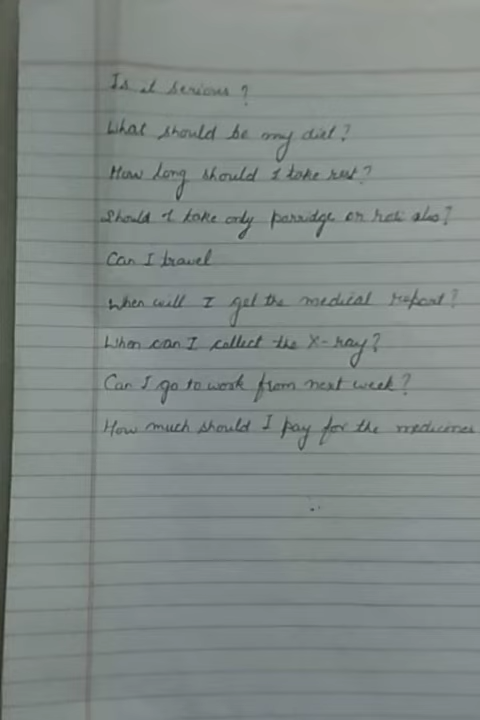 Is it serious ?
What should be my diet ?
How long should I take rest ?
Should I take only porridge or roti also ?
Can I travel
When will I get the medical report ?
When can I collect the X-ray ?
Can I go to work from next week ?
How much should I pay for the medicines